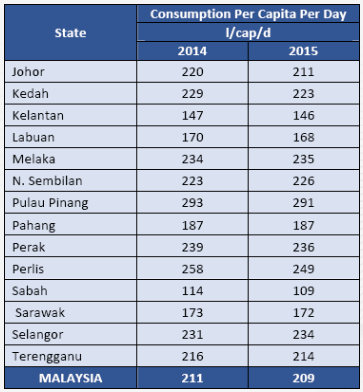 State Consumption Per Capita Per Day
l/cap/d
2014 2015
Johor 220 211
Kedah 229 223
Kelantan 147 146
Labuan 170 168
Melaka 234 235
N. Sembilan 223 226
Pulau Pinang 293 291
Pahang 187 187
Perak 239 236
Perlis 258 249
Sabah 114 109
Sarawak 173 172
Selangor 231 234
Terengganu 216 214
MALAYSIA 211 209